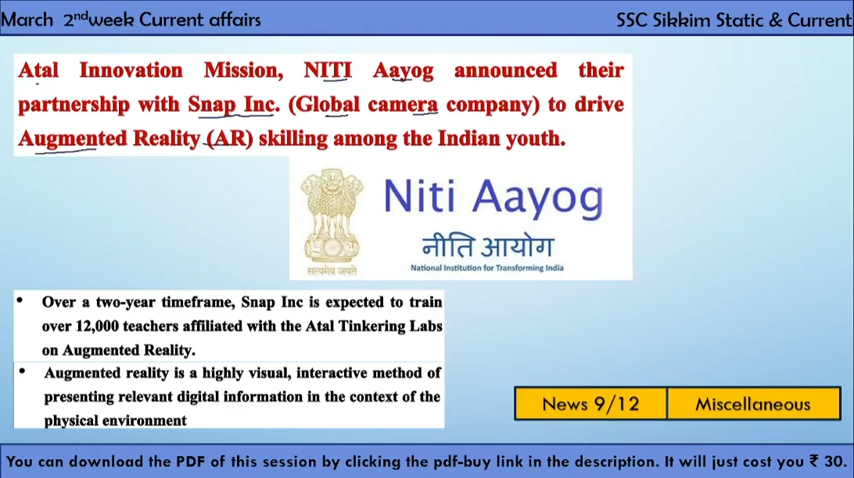 March 2ndweek Current affairs
SSC Sikkim Static & Current
Atal Innovation Mission, NITI Aayog announced their
partnership with Snap Inc. (Global camera company) to drive
Augmented Reality (AR) skilling among the Indian youth.
Niti Aayog
नीति आयोग
सत्यमेव जयते
National Institution for Transforming India
• Over a two-year timeframe, Snap Inc is expected to train
over 12,000 teachers affiliated with the Atal Tinkering Labs
on Augmented Reality.
• Augmented reality is a highly visual, interactive method of
presenting relevant digital information in the context of the
physical environment
News 9/12
Miscellaneous
You can download the PDF of this session by clicking the pdf-buy link in the description. It will just cost you ₹ 30.